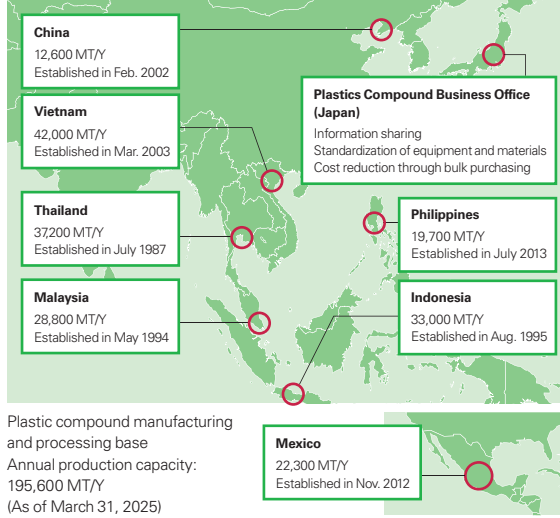 China
12,600 MT/Y
Established in Feb. 2002
Plastics Compound Business Office
(Japan)
Information sharing
Standardization of equipment and materials
Cost reduction through bulk purchasing
Vietnam
42,000 MT/Y
Established in Mar. 2003
Thailand
37,200 MT/Y
Established in July 1987
Philippines
19,700 MT/Y
Established in July 2013
Malaysia
28,800 MT/Y
Established in May 1994
Indonesia
33,000 MT/Y
Established in Aug. 1995
Plastic compound manufacturing
and processing base
Annual production capacity:
195,600 MT/Y
(As of March 31, 2025)
Mexico
22,300 MT/Y
Established in Nov. 2012